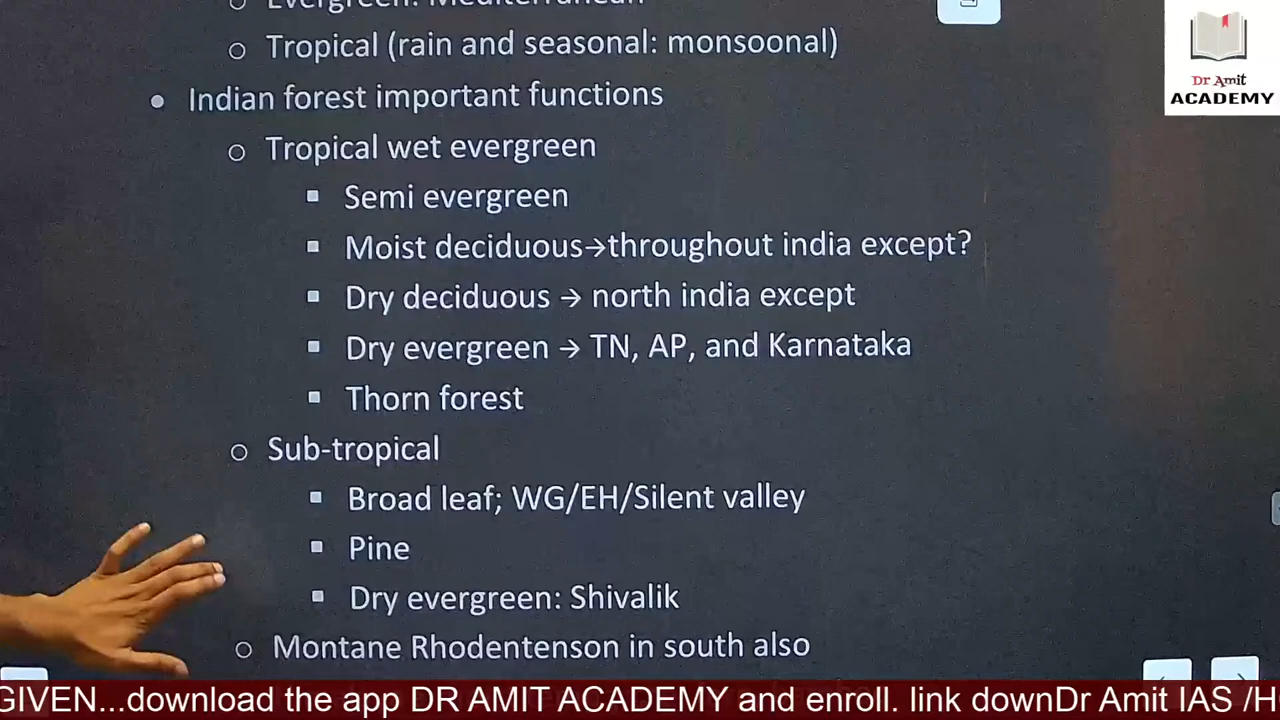 Evergreen: Mediterranean
Tropical (rain and seasonal: monsoonal)
Indian forest important functions
Tropical wet evergreen
Semi evergreen
Moist deciduous→throughout india except?
Dry deciduous → north india except
Dry evergreen → TN, AP, and Karnataka
Thorn forest
Sub-tropical
Broad leaf; WG/EH/Silent valley
Pine
Dry evergreen: Shivalik
Montane Rhodentenson in south also
Dr Amit
ACADEMY
GIVEN...download the app DR AMIT ACADEMY and enroll. link downDr Amit IAS /H